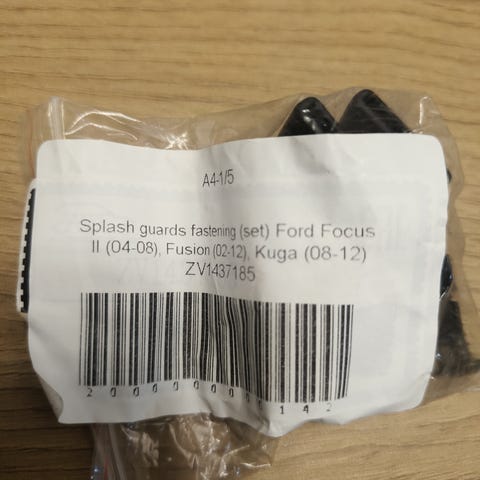 A4-1/5
Splash guards fastening (set) Ford Focus
II (04-08), Fusion (02-12), Kuga (08-12)
ZV1437185